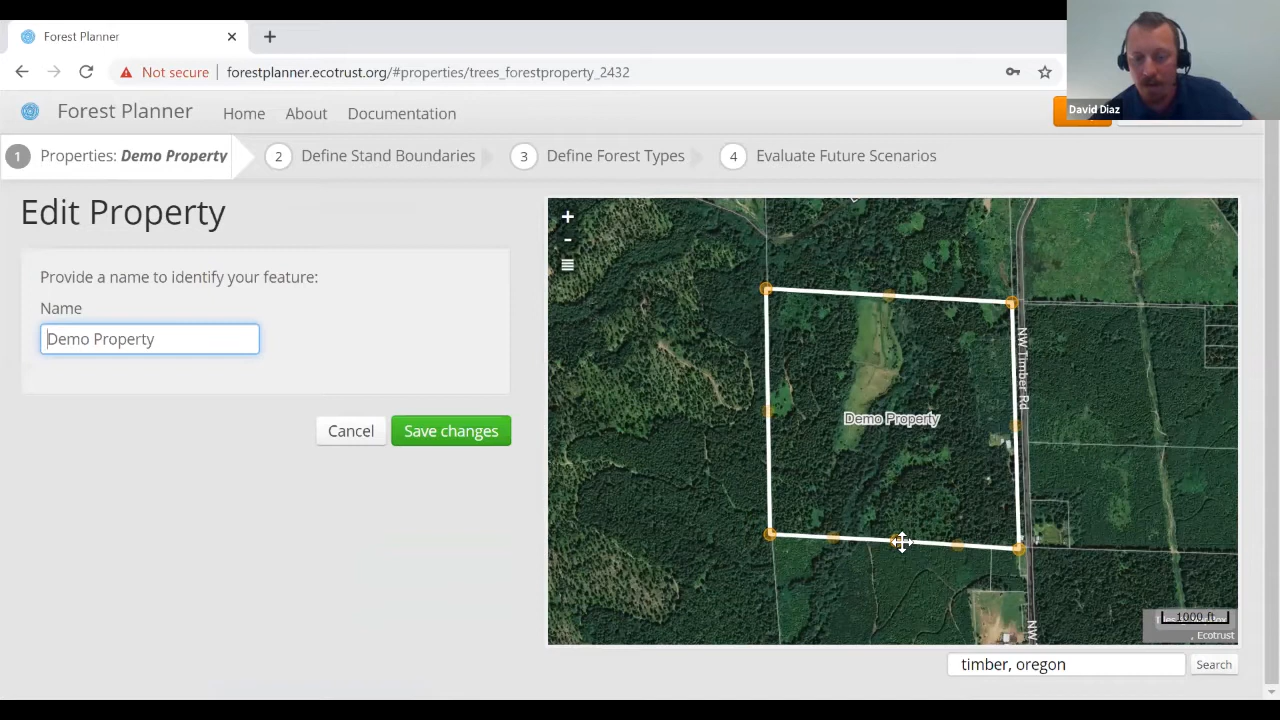 Forest Planner
Not secure
forestplanner.ecotrust.org/#properties/trees_forestproperty_2432
David Diaz
Forest Planner
Home
About
Documentation
1
Properties: Demo Property
2
Define Stand Boundaries
3
Define Forest Types
4
Evaluate Future Scenarios
Edit Property
Provide a name to identify your feature:
Name
Demo Property
Cancel
Save changes
+
-
NW Timber Rd
Demo Property
NW
1000 ft
, Ecotrust
timber, oregon
Search